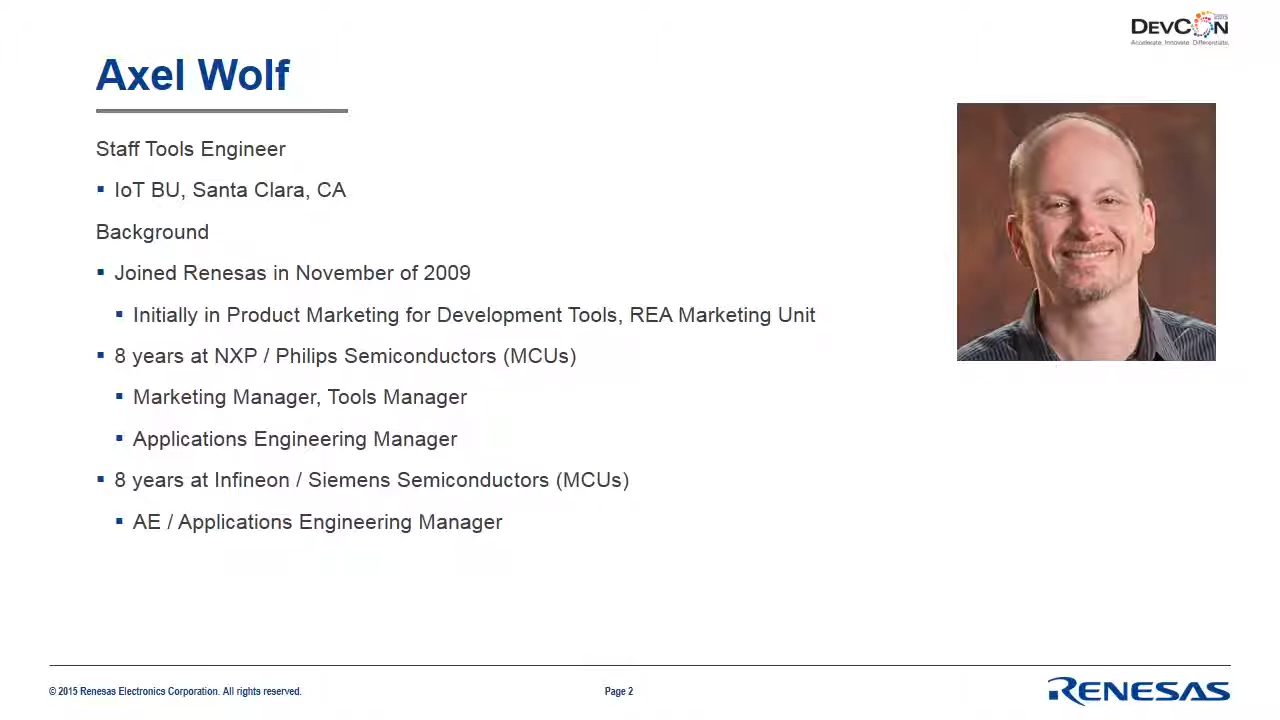 DEVCON
Accelerate. Innovate. Differentiate.
Axel Wolf
Staff Tools Engineer
▪ IoT BU, Santa Clara, CA
Background
▪ Joined Renesas in November of 2009
▪ Initially in Product Marketing for Development Tools, REA Marketing Unit
▪ 8 years at NXP / Philips Semiconductors (MCUs)
▪ Marketing Manager, Tools Manager
▪ Applications Engineering Manager
▪ 8 years at Infineon / Siemens Semiconductors (MCUs)
▪ AE / Applications Engineering Manager
© 2015 Renesas Electronics Corporation. All rights reserved.
Page 2
RENESAS